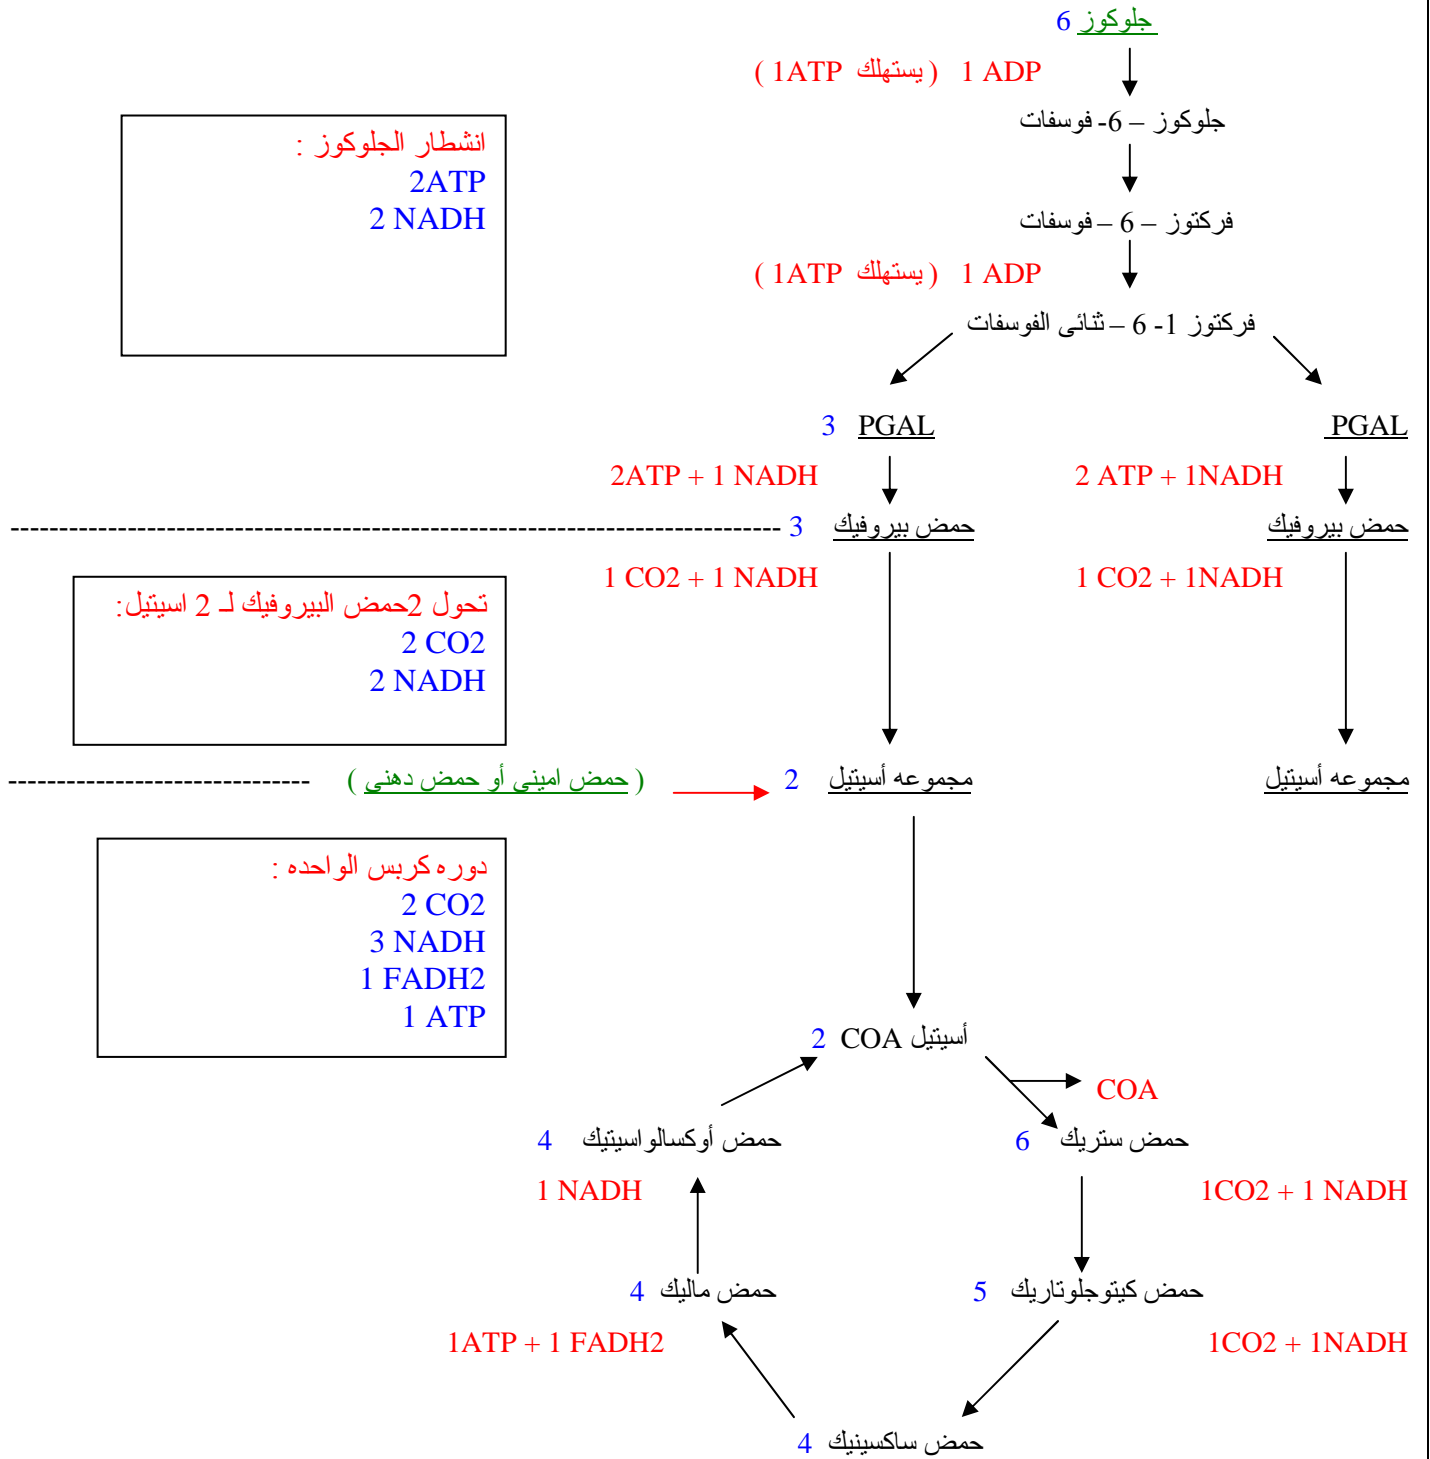 جلوكوز 6
1 ADP ( يستهلك 1ATP )
جلوكوز – 6- فوسفات
انشطار الجلوكوز :
2ATP
2 NADH
فركتوز – 6 – فوسفات
1 ADP ( يستهلك 1ATP )
فركتوز 1- 6 – ثنائى الفوسفات
PGAL
3 PGAL
2 ATP + 1NADH
2ATP + 1 NADH
حمض بيروفيك
حمض بيروفيك 3
1 CO2 + 1NADH
1 CO2 + 1 NADH
تحول 2حمض البيروفيك لـ 2 اسيتيل:
2 CO2
2 NADH
مجموعه أسيتيل
مجموعه أسيتيل 2
( حمض امينى أو حمض دهنى )
دوره كربس الواحده :
2 CO2
3 NADH
1 FADH2
1 ATP
أسيتيل COA 2
COA
حمض ستريك 6
حمض أوكسالواسيتيك 4
1CO2 + 1 NADH
1 NADH
حمض كيتوجلوتاريك 5
حمض ماليك 4
1CO2 + 1NADH
1ATP + 1 FADH2
حمض ساكسينيك 4